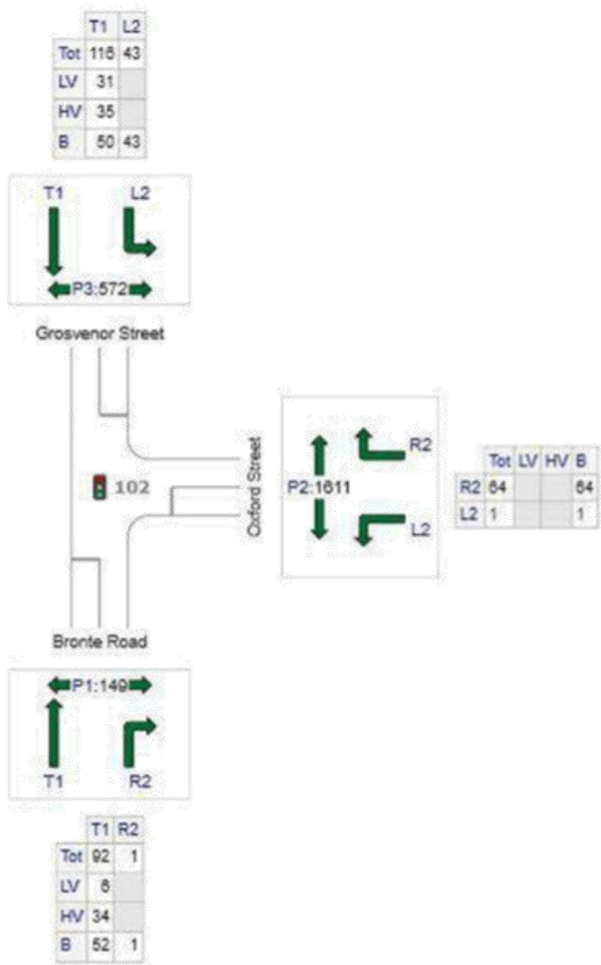 T1 L2
Tot 116 43
LV 31
HV 35
B 50 43
T1 L2
P3:572
Grosvenor Street
102
Oxford Street
R2
P2:1611
L2
Tot LV HV B
R2 64 64
L2 1 1
Bronte Road
P1:149
T1 R2
T1 R2
Tot 92 1
LV 6
HV 34
B 52 1